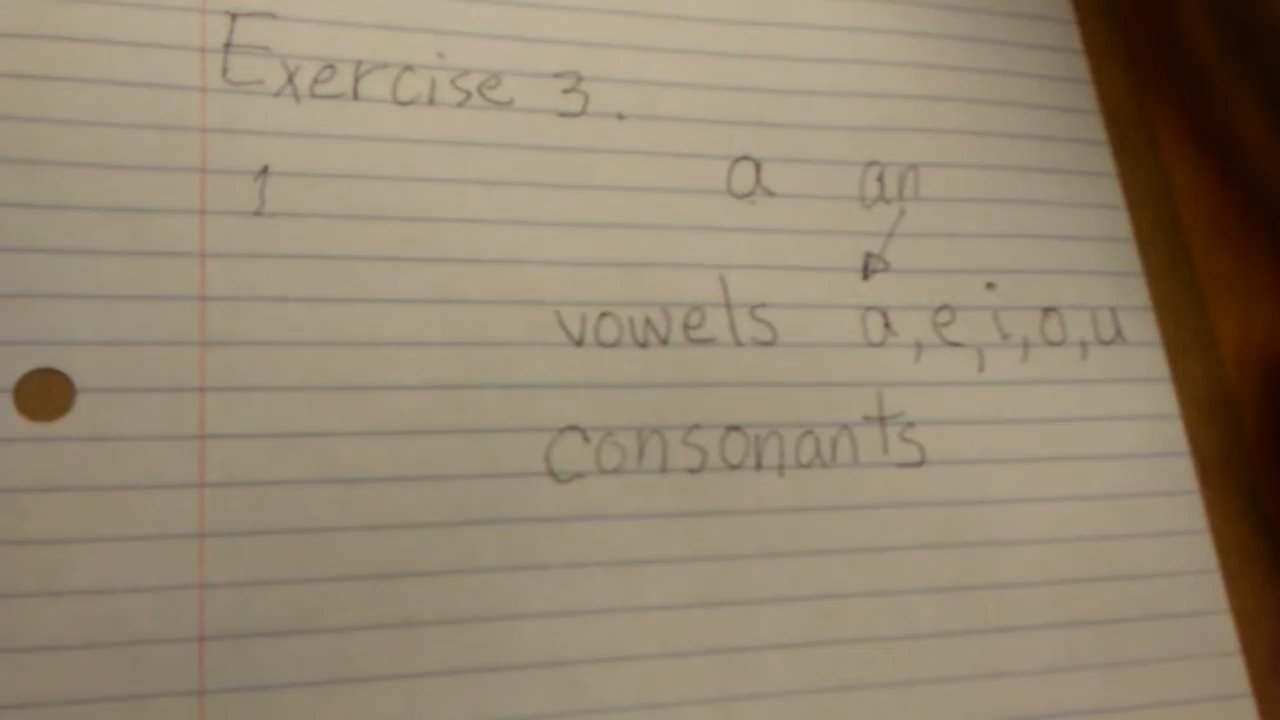 Exercise 3.
1 a an
vowels a,e,i,o,u
consonants